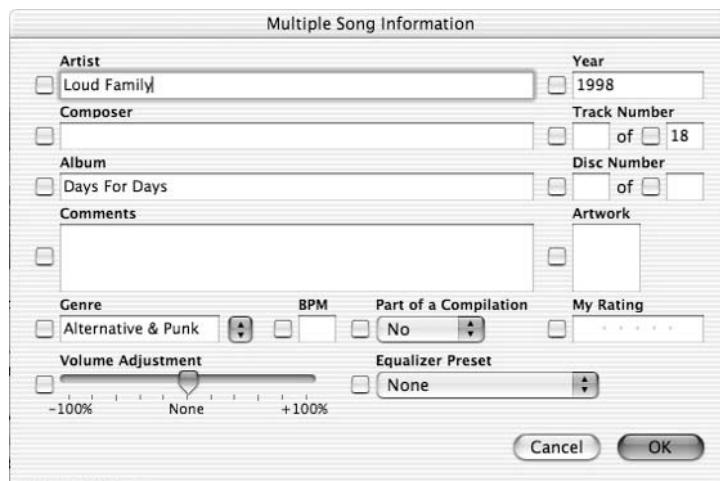 Multiple Song Information
Artist Year
Loud Family 1998
Composer Track Number
of 18
Album Disc Number
Days For Days of
Comments Artwork
Genre BPM Part of a Compilation My Rating
Alternative & Punk No
Volume Adjustment Equalizer Preset
None
-100% None +100%
Cancel OK